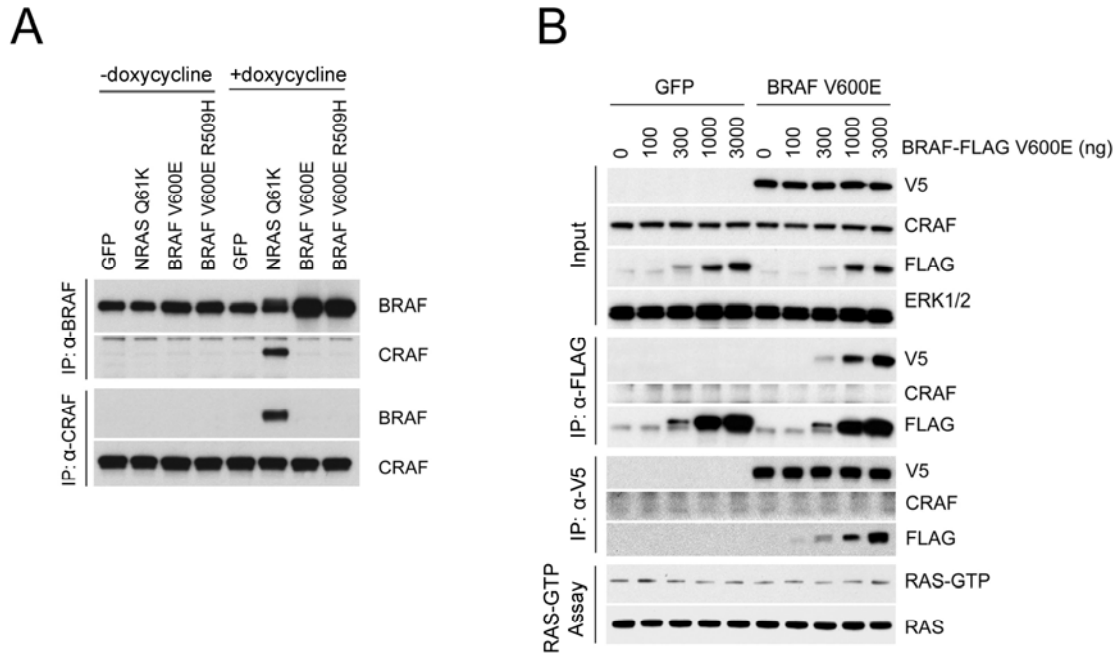 A
-doxycycline +doxycycline
GFP
NRAS Q61K
BRAF V600E
BRAF V600E R509H
GFP
NRAS Q61K
BRAF V600E
BRAF V600E R509H
IP: α-BRAF
BRAF
CRAF
IP: α-CRAF
BRAF
CRAF
B
GFP BRAF V600E
0 100 300 1000 3000 0 100 300 1000 3000 BRAF-FLAG V600E (ng)
Input
V5
CRAF
FLAG
ERK1/2
IP: α-FLAG
V5
CRAF
FLAG
IP: α-V5
V5
CRAF
FLAG
RAS-GTP
Assay
RAS-GTP
RAS